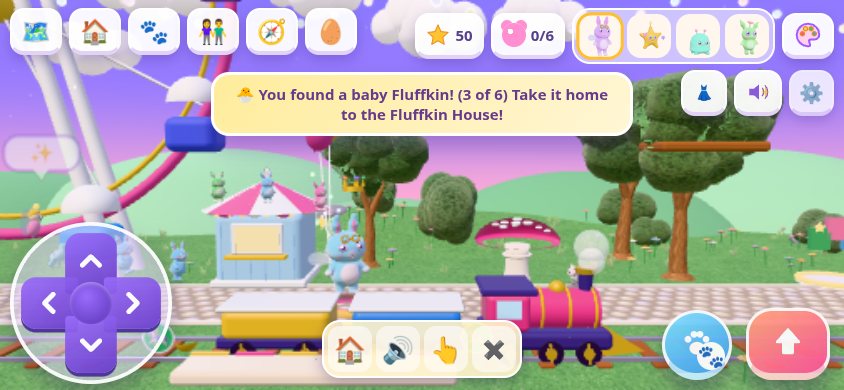 50
0/6
🐣 You found a baby Fluffkin! (3 of 6) Take it home
to the Fluffkin House!